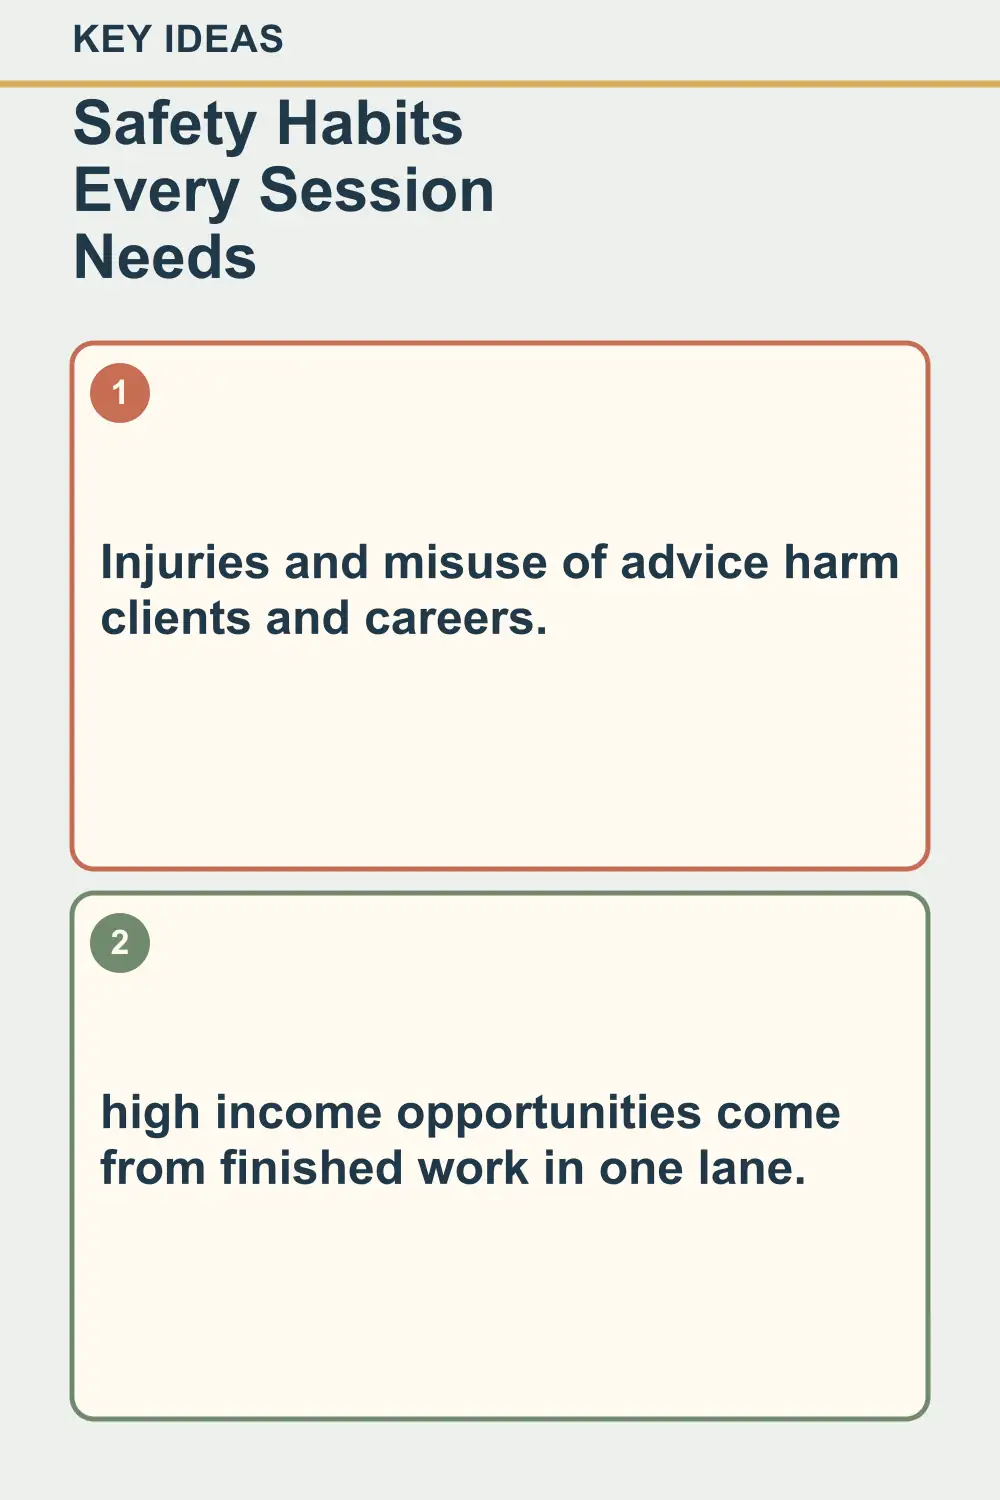 KEY IDEAS
Safety Habits
Every Session
Needs
1
Injuries and misuse of advice harm
clients and careers.
2
high income opportunities come
from finished work in one lane.